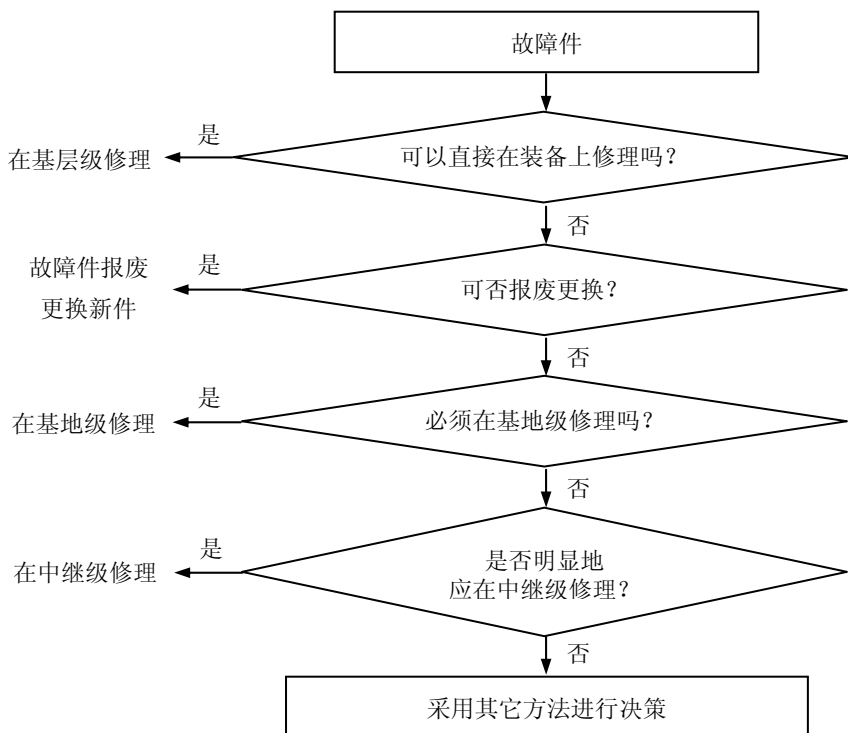 故障件
是
在基层级修理
可以直接在装备上修理吗？
否
故障件报废
更换新件
是
可否报废更换？
否
是
在基地级修理
必须在基地级修理吗？
否
是
在中继级修理
是否明显地
应在中继级修理？
否
采用其它方法进行决策